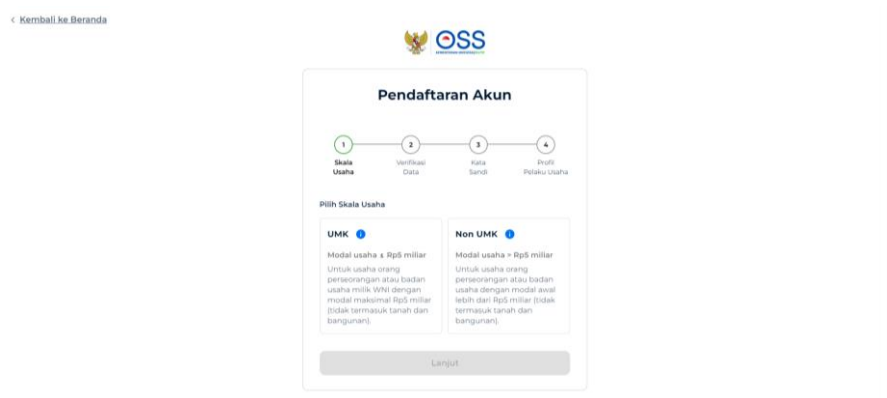 < Kembali ke Beranda
OSS
Pendaftaran Akun
1
2
3
4
Skala
Usaha
Verifikasi
Data
Kata
Sandi
Profil
Pelaku Usaha
Pilih Skala Usaha
UMK
Modal usaha ≤ Rp5 miliar
Untuk usaha orang
perseorangan atau badan
usaha milik WNI dengan
modal maksimal Rp5 miliar
(tidak termasuk tanah dan
bangunan).
Non UMK
Modal usaha > Rp5 miliar
Untuk usaha orang
perseorangan atau badan
usaha dengan modal awal
lebih dari Rp5 miliar (tidak
termasuk tanah dan
bangunan).
Lanjut